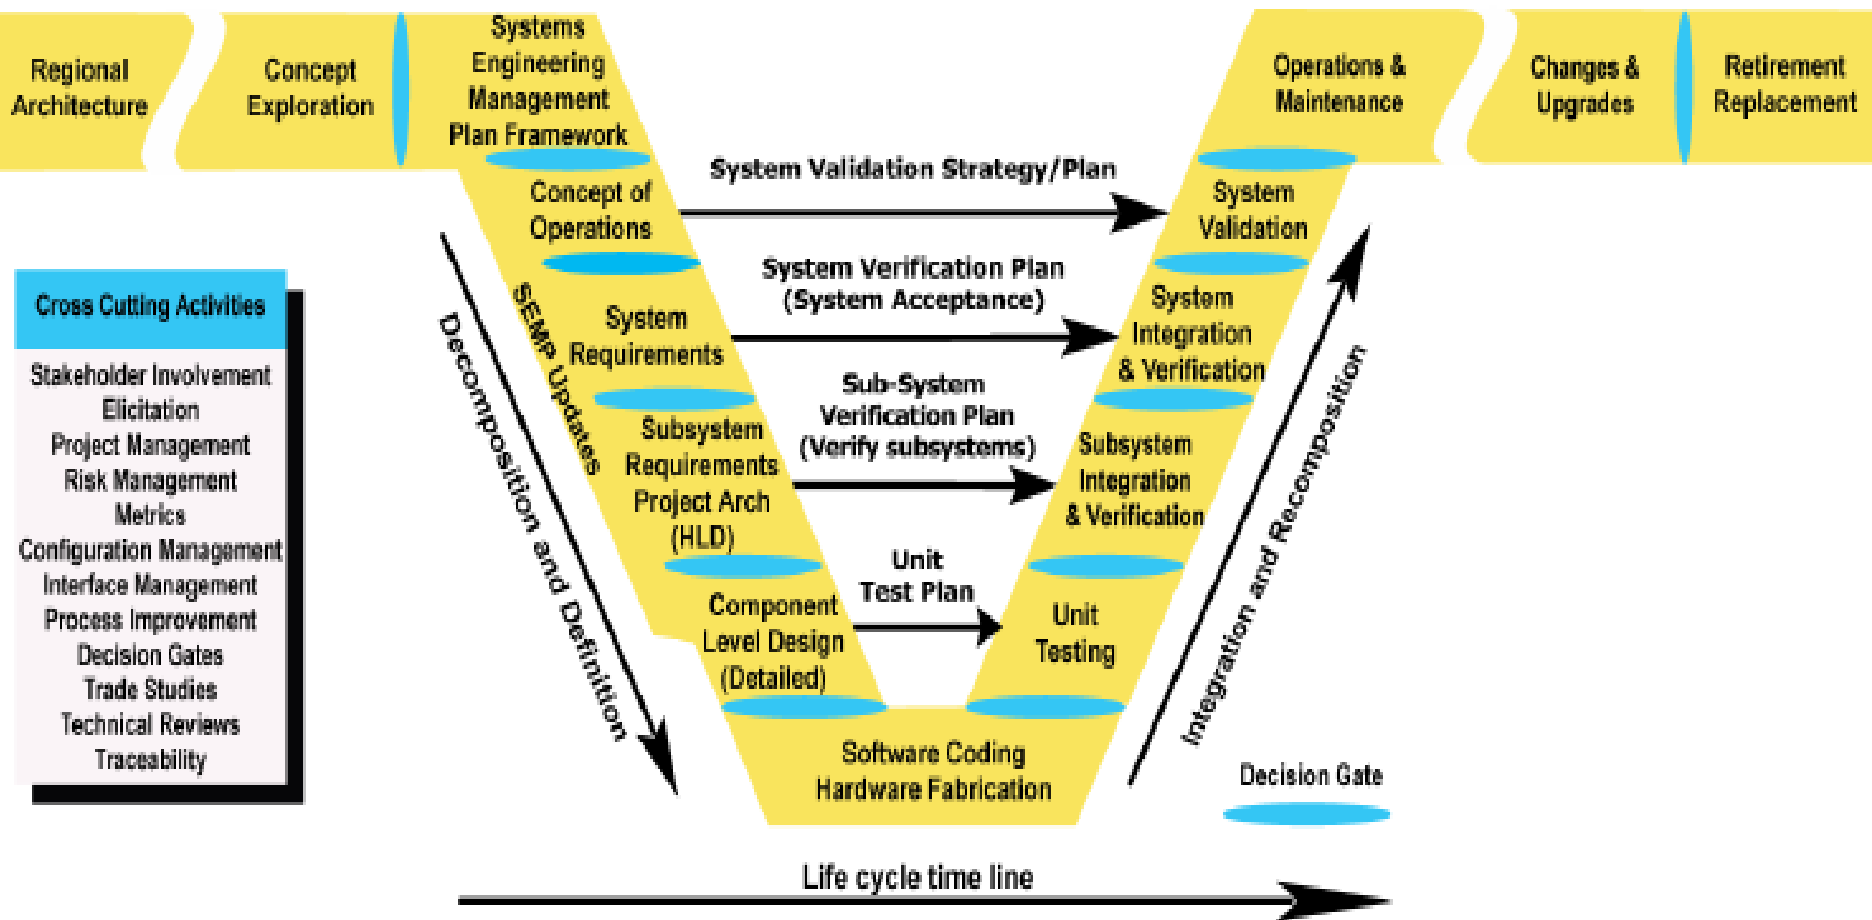 Regional
Architecture
Concept
Exploration
Systems
Engineering
Management
Plan Framework
Operations &
Maintenance
Changes &
Upgrades
Retirement
Replacement
System Validation Strategy/Plan
Concept of
Operations
System
Validation
System Verification Plan
(System Acceptance)
System
Requirements
System
Integration
& Verification
Sub-System
Verification Plan
(Verify subsystems)
Subsystem
Requirements
Project Arch
(HLD)
Subsystem
Integration
& Verification
Unit
Test Plan
Component
Level Design
(Detailed)
Unit
Testing
Software Coding
Hardware Fabrication
SEMP Updates
Decomposition and Definition
Integration and Recomposition
Cross Cutting Activities
Stakeholder Involvement
Elicitation
Project Management
Risk Management
Metrics
Configuration Management
Interface Management
Process Improvement
Decision Gates
Trade Studies
Technical Reviews
Traceability
Decision Gate
Life cycle time line